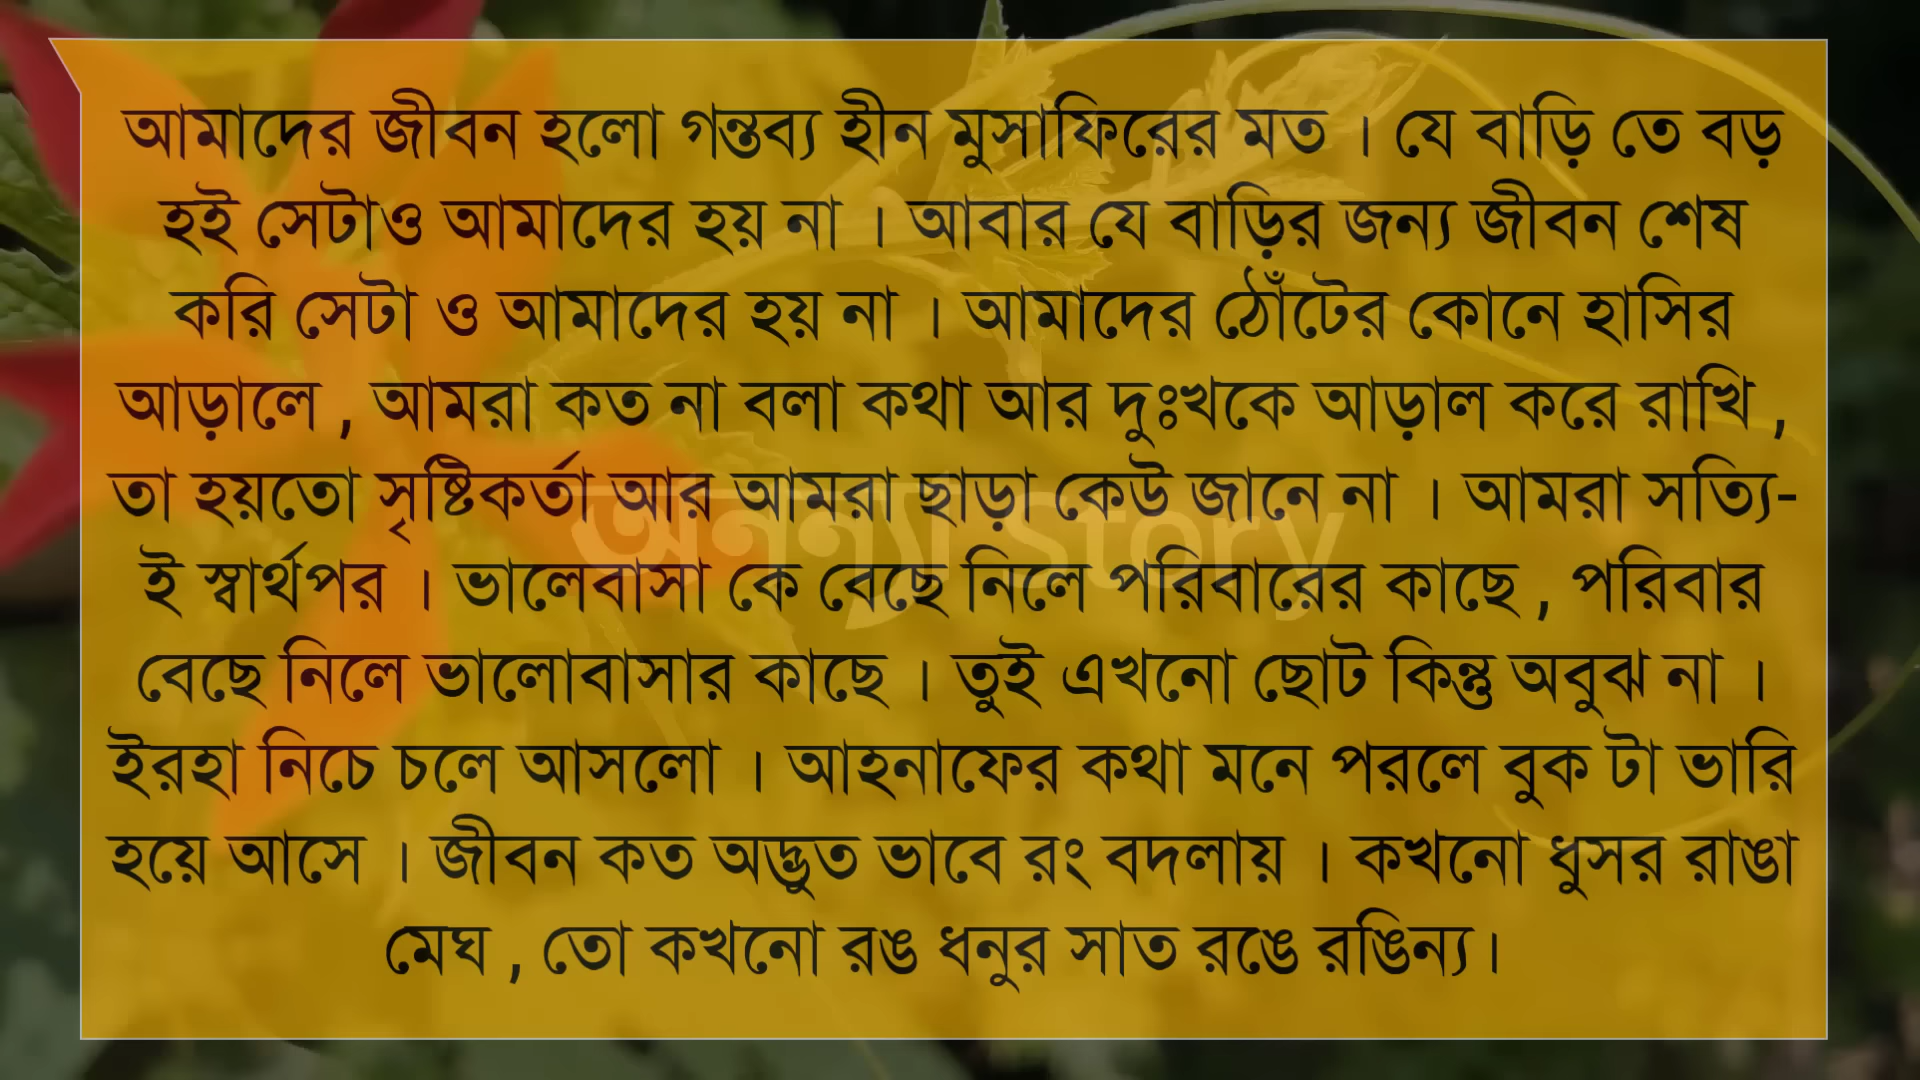 আমাদের জীবন হলো গন্তব্য হীন মুসাফিরের মত । যে বাড়ি তে বড়
হই সেটাও আমাদের হয় না । আবার যে বাড়ির জন্য জীবন শেষ
করি সেটা ও আমাদের হয় না । আমাদের ঠোঁটের কোনে হাসির
আড়ালে , আমরা কত না বলা কথা আর দুঃখকে আড়াল করে রাখি ,
তা হয়তো সৃষ্টিকর্তা আর আমরা ছাড়া কেউ জানে না । আমরা সত্যি-
ই স্বার্থপর । ভালেবাসা কে বেছে নিলে পরিবারের কাছে , পরিবার
বেছে নিলে ভালোবাসার কাছে । তুই এখনো ছোট কিন্তু অবুঝ না ।
ইরহা নিচে চলে আসলো । আহনাফের কথা মনে পরলে বুক টা ভারি
হয়ে আসে । জীবন কত অদ্ভুত ভাবে রং বদলায় । কখনো ধুসর রাঙা
মেঘ , তো কখনো রঙ ধনুর সাত রঙে রঙিন্য।
অনন্যা Story